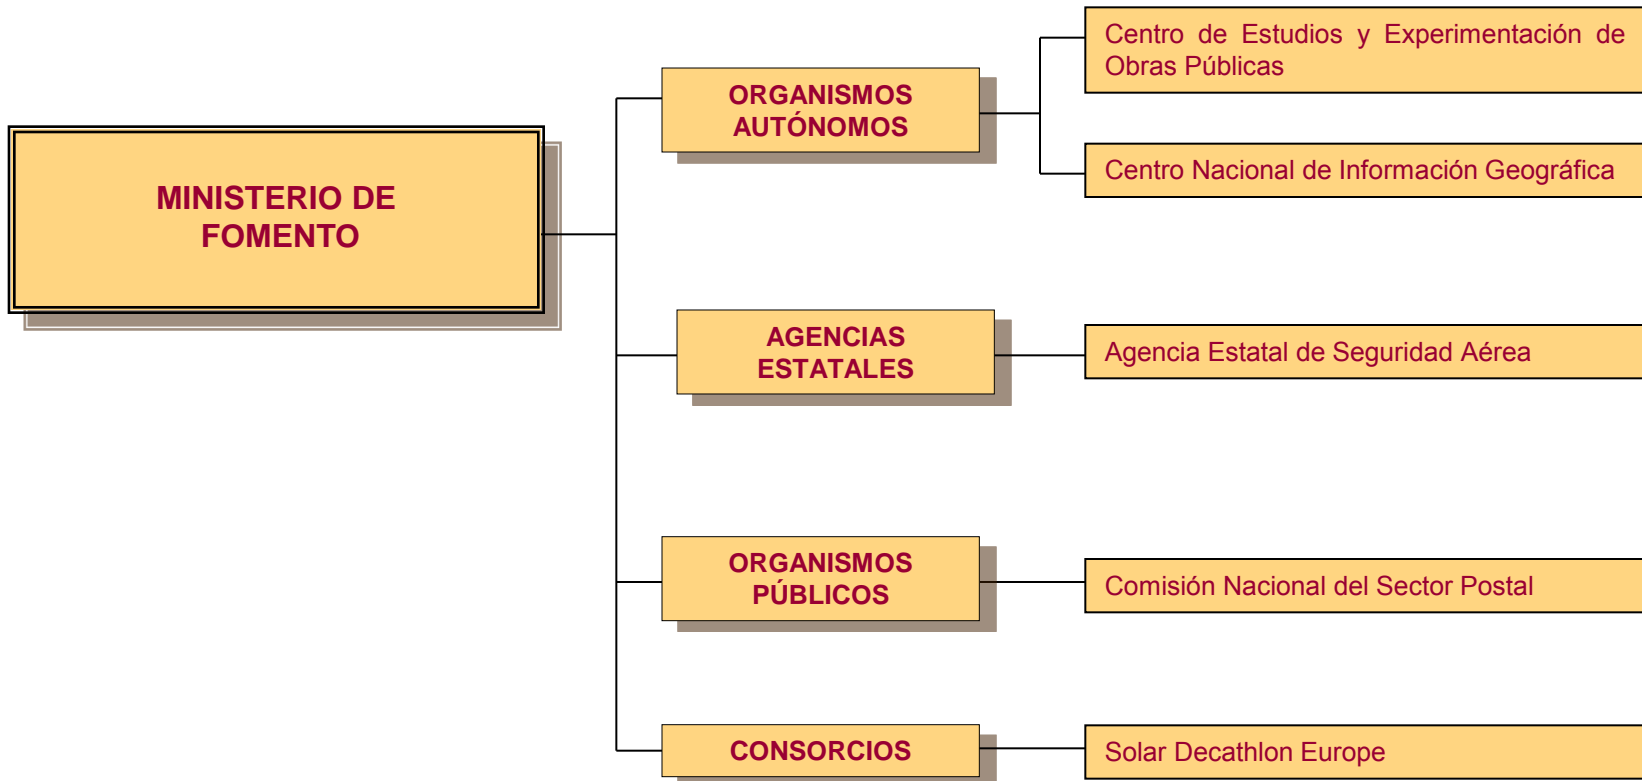 MINISTERIO DE
FOMENTO
ORGANISMOS
AUTÓNOMOS
Centro de Estudios y Experimentación de
Obras Públicas
Centro Nacional de Información Geográfica
AGENCIAS
ESTATALES
Agencia Estatal de Seguridad Aérea
ORGANISMOS
PÚBLICOS
Comisión Nacional del Sector Postal
CONSORCIOS
Solar Decathlon Europe